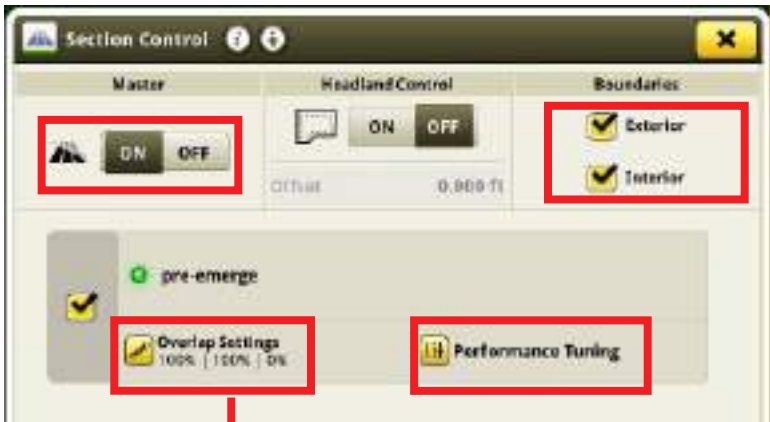 Section Control ?
Master
Headland Control
Boundaries
ON OFF
ON OFF
Exterior
Interior
Offset 0.000 ft
pre-emerge
Overlap Settings
100% | 100% | 0%
Performance Tuning